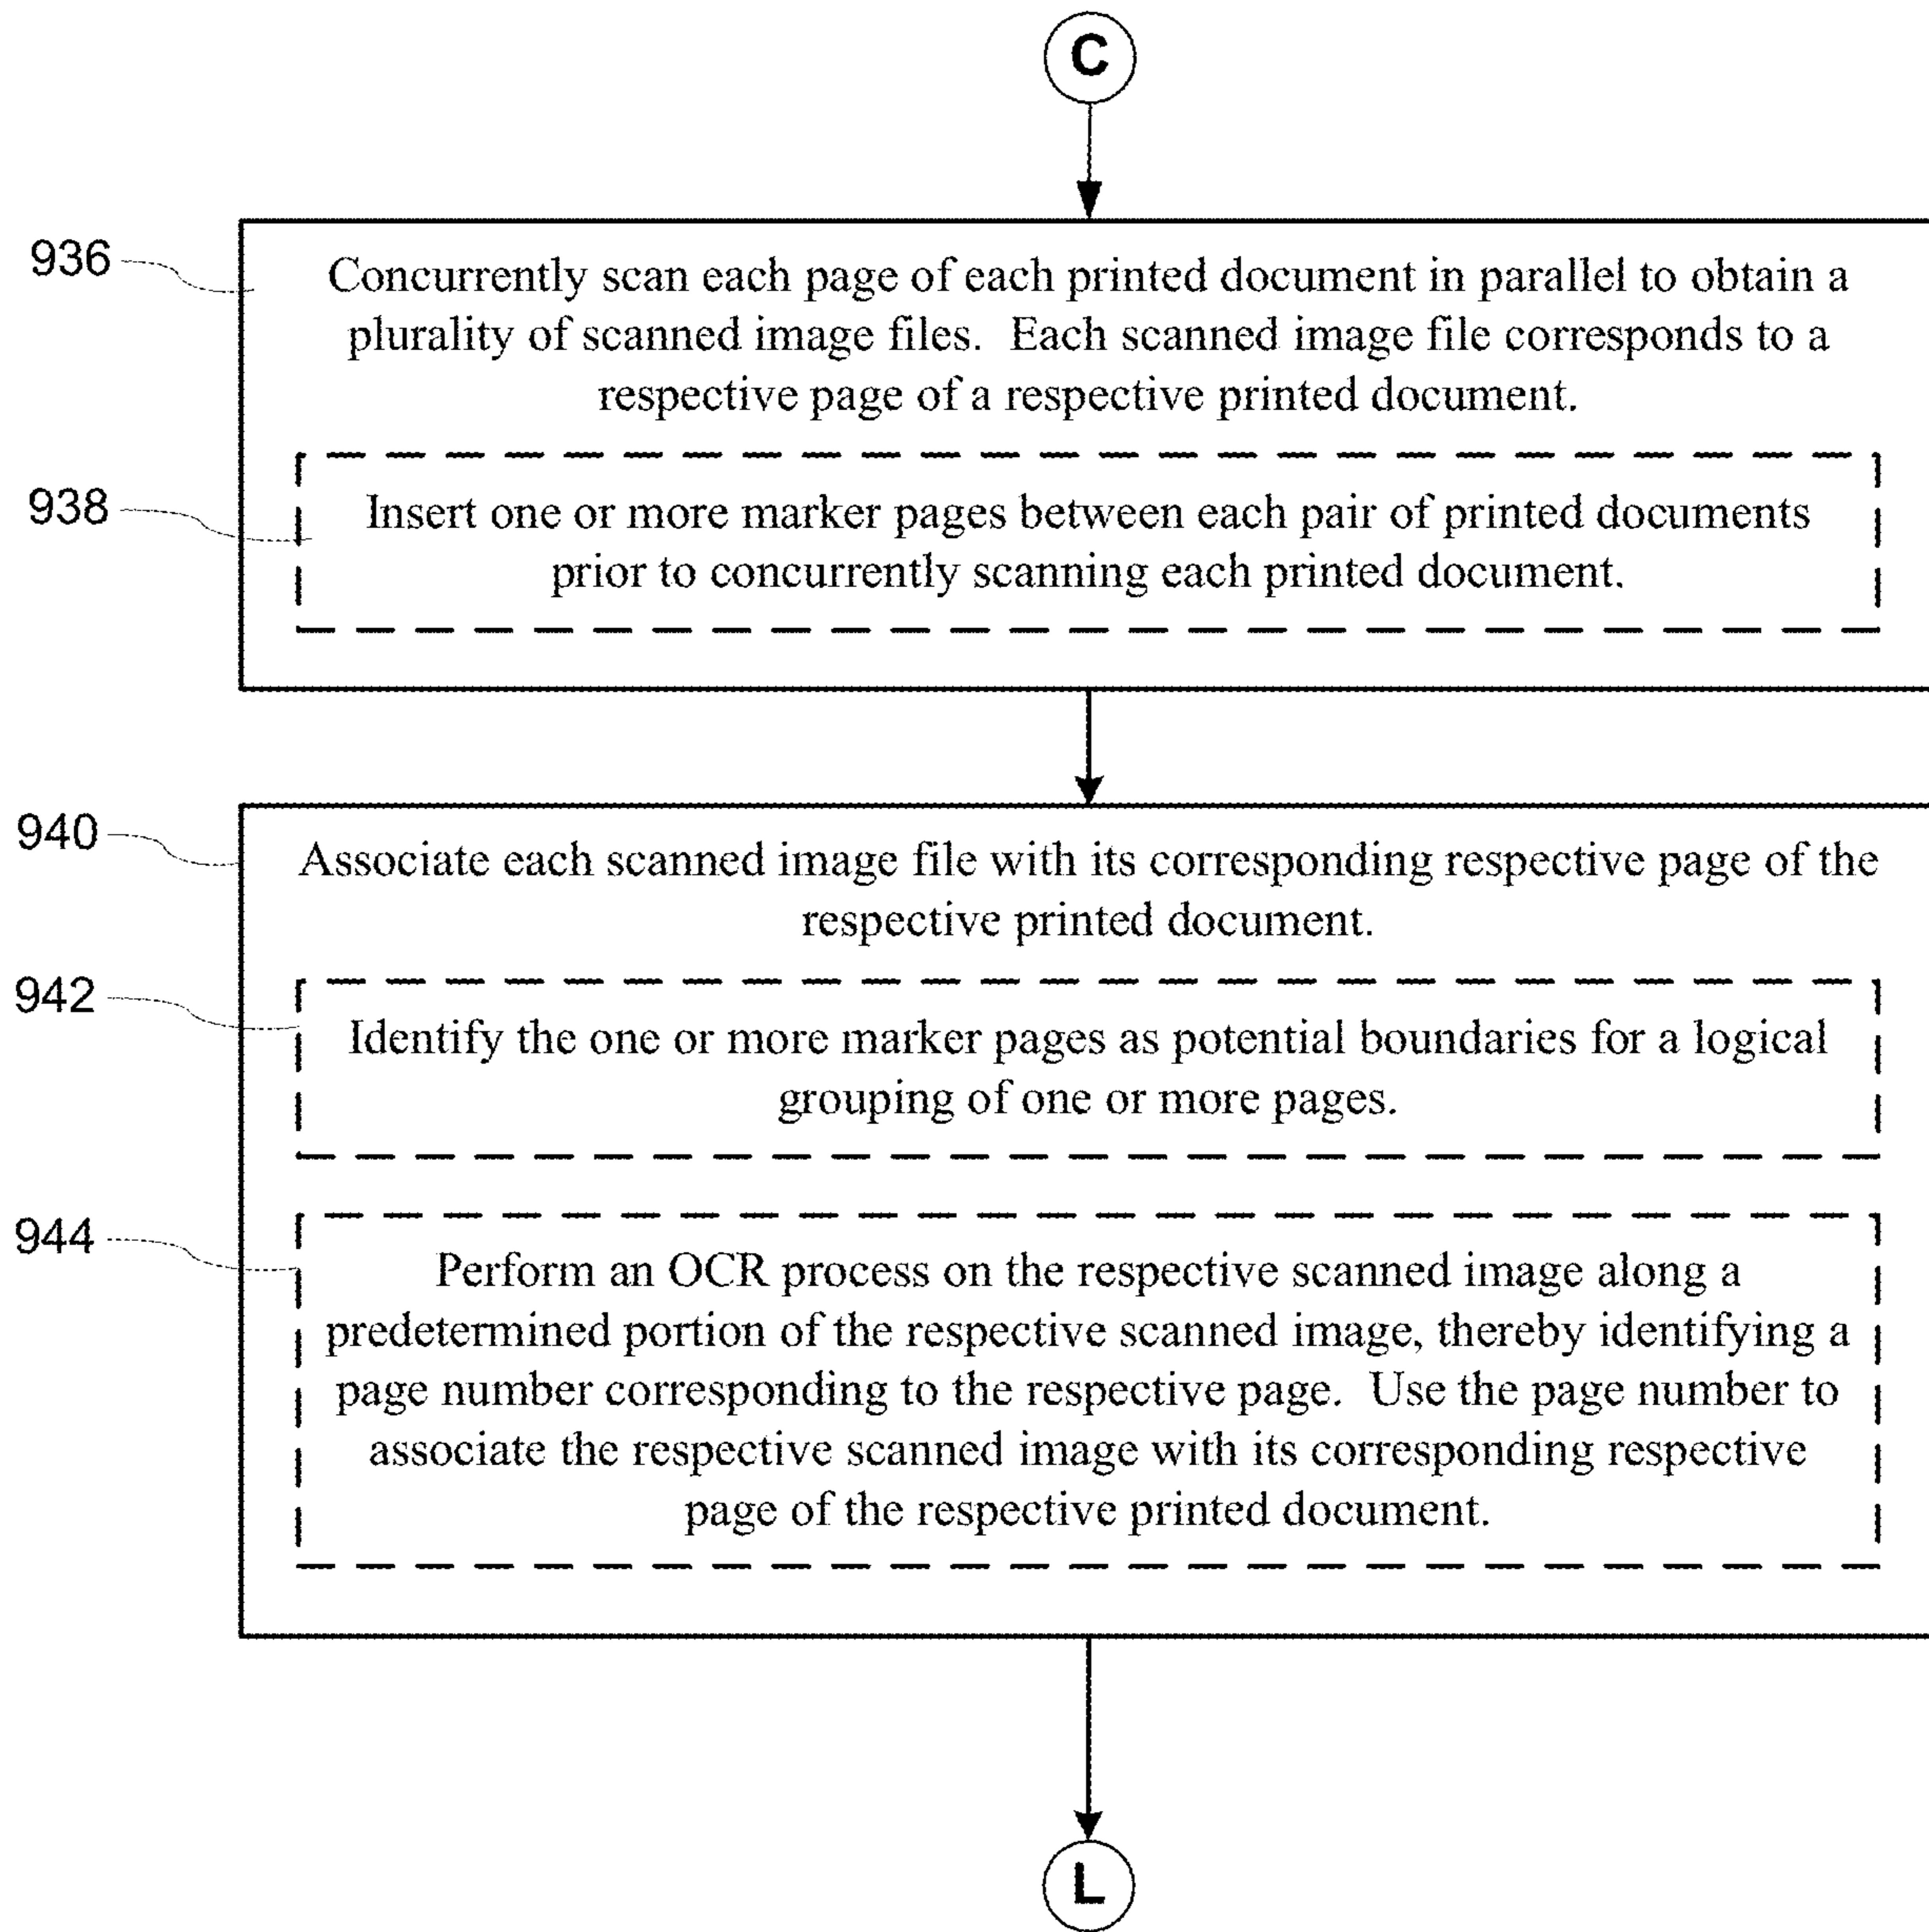 C
936
Concurrently scan each page of each printed document in parallel to obtain a
plurality of scanned image files.  Each scanned image file corresponds to a
respective page of a respective printed document.
938
Insert one or more marker pages between each pair of printed documents
prior to concurrently scanning each printed document.
940
Associate each scanned image file with its corresponding respective page of the
respective printed document.
942
Identify the one or more marker pages as potential boundaries for a logical
grouping of one or more pages.
944
Perform an OCR process on the respective scanned image along a
predetermined portion of the respective scanned image, thereby identifying a
page number corresponding to the respective page.  Use the page number to
associate the respective scanned image with its corresponding respective
page of the respective printed document.
L